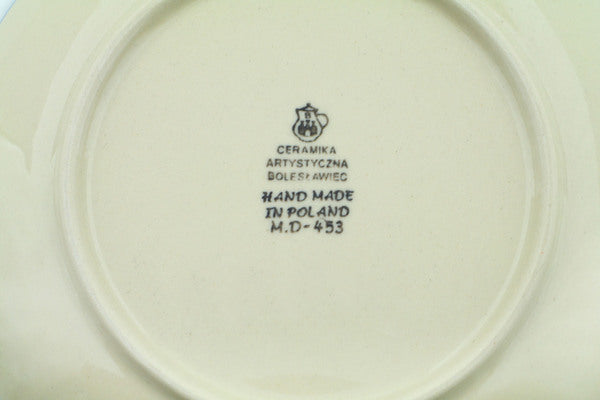 CERAMIKA
ARTYSTYCZNA
BOLESŁAWIEC
HAND MADE
IN POLAND
M.D-453